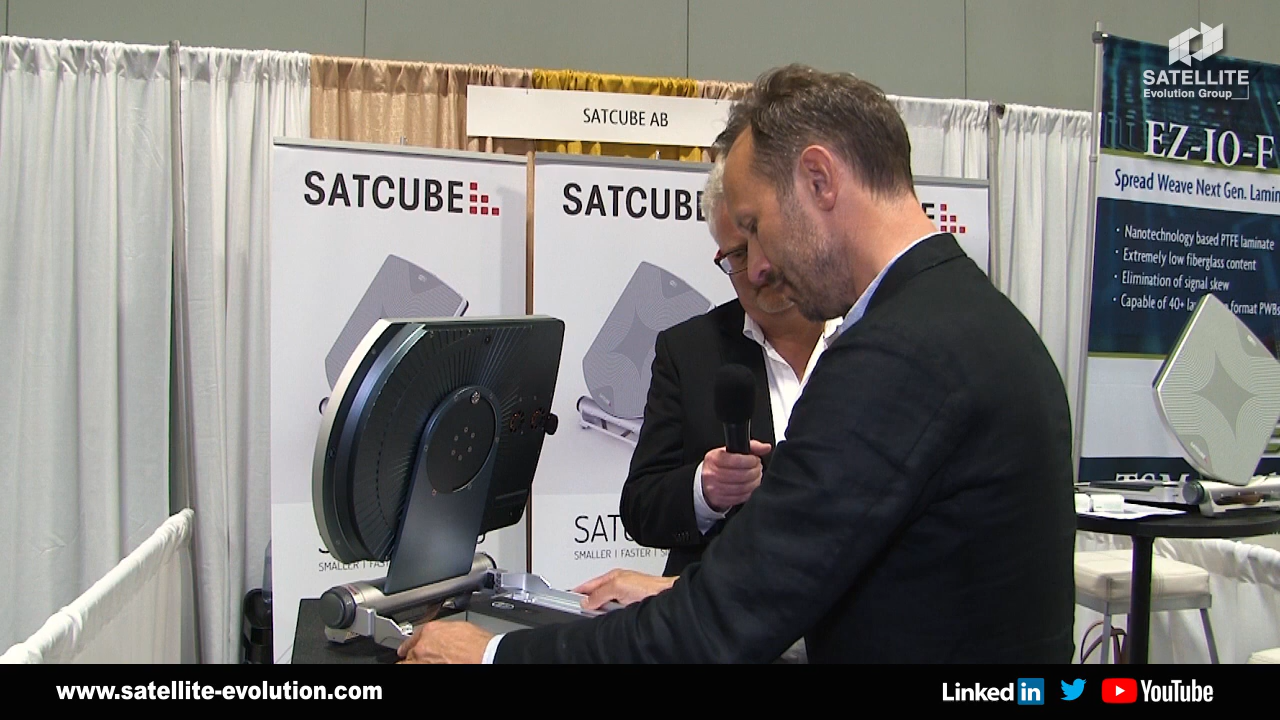 SATELLITE
Evolution Group
SATCUBE AB
SATCUBE
SATCUBE
EZ-IO-F
Spread Weave Next Gen.
• Nanotechnology based PTFE laminate
• Extremely low fiberglass content
• Elimination of signal skew
• Capable of 40+ format PWBs
SMALLER |
SMALLER | FASTER |
www.satellite-evolution.com
Linked in
YouTube